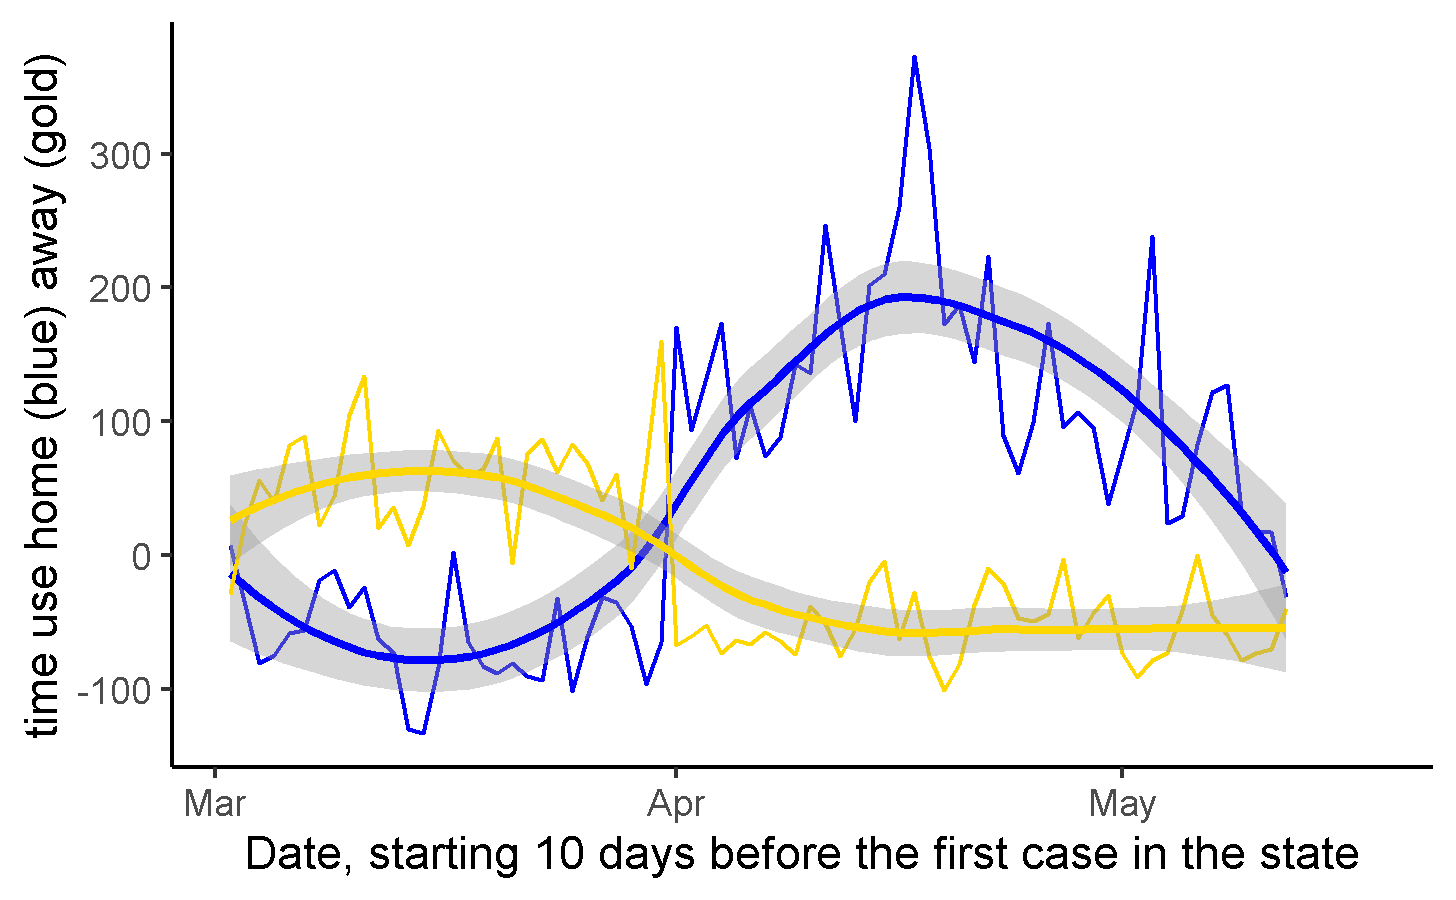 time use home (blue) away (gold)
300
200
100
0
-100
Mar
Apr
May
Date, starting 10 days before the first case in the state